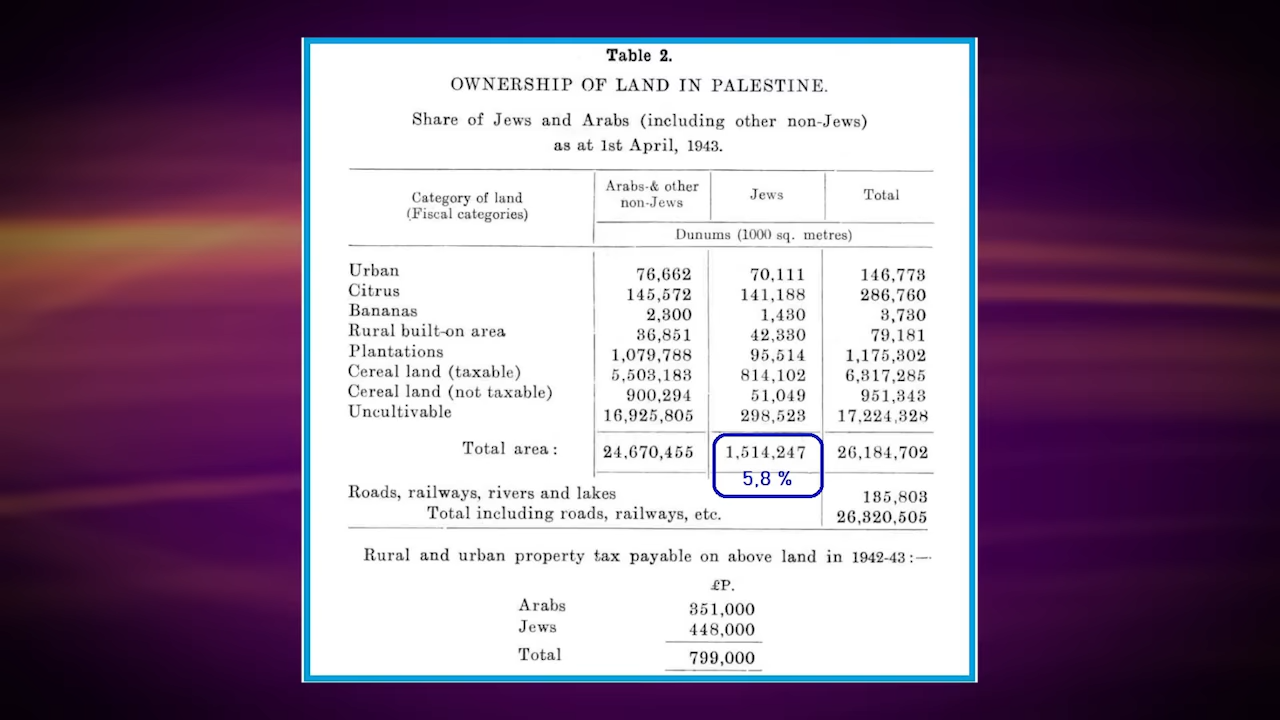 Table 2.
OWNERSHIP OF LAND IN PALESTINE.
Share of Jews and Arabs (including other non-Jews)
as at 1st April, 1943.
Category of land
(Fiscal categories)
Arabs-& other
non-Jews
Jews
Total
Dunums (1000 sq. metres)
Urban 76,662 70,111 146,773
Citrus 145,572 141,188 286,760
Bananas 2,300 1,430 3,730
Rural built-on area 36,851 42,330 79,181
Plantations 1,079,788 95,514 1,175,302
Cereal land (taxable) 5,503,183 814,102 6,317,285
Cereal land (not taxable) 900,294 51,049 951,343
Uncultivable 16,925,805 298,523 17,224,328
Total area : 24,670,455 1,514,247 26,184,702
5,8 %
Roads, railways, rivers and lakes 135,803
Total including roads, railways, etc. 26,320,505
Rural and urban property tax payable on above land in 1942-43 :—
£P.
Arabs 351,000
Jews 448,000
Total 799,000